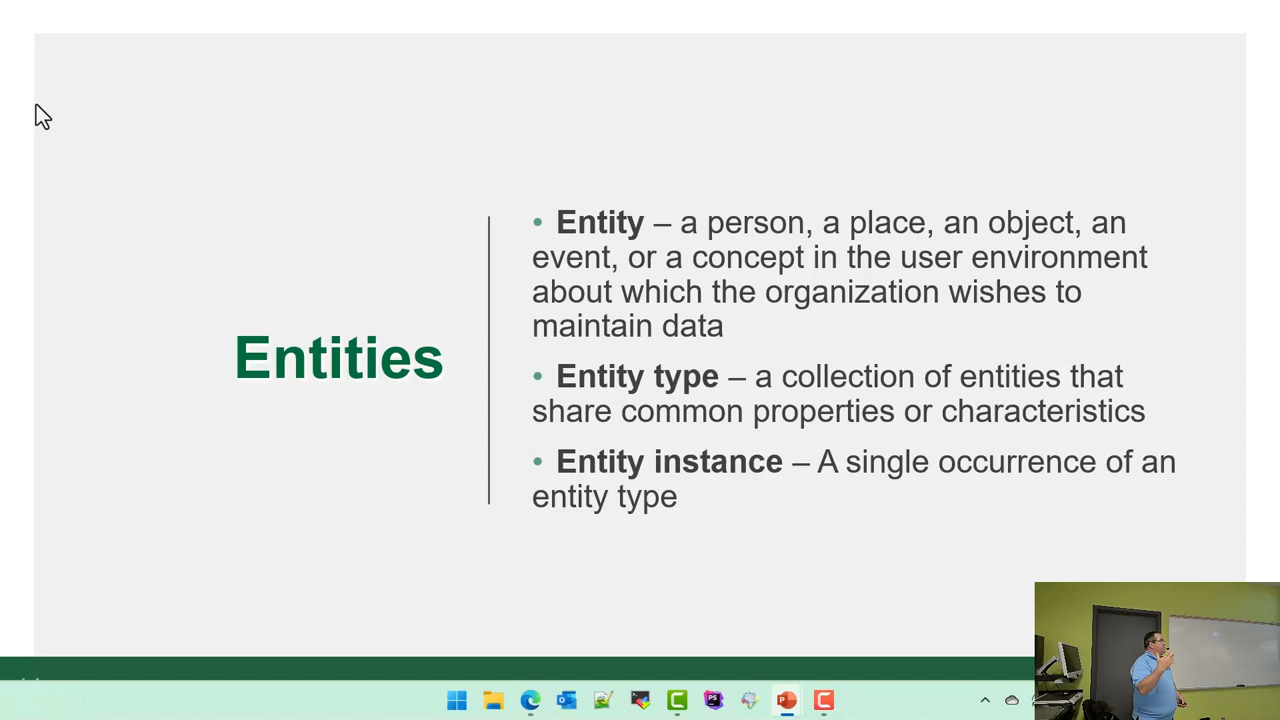 Entities
• Entity – a person, a place, an object, an
event, or a concept in the user environment
about which the organization wishes to
maintain data
• Entity type – a collection of entities that
share common properties or characteristics
• Entity instance – A single occurrence of an
entity type